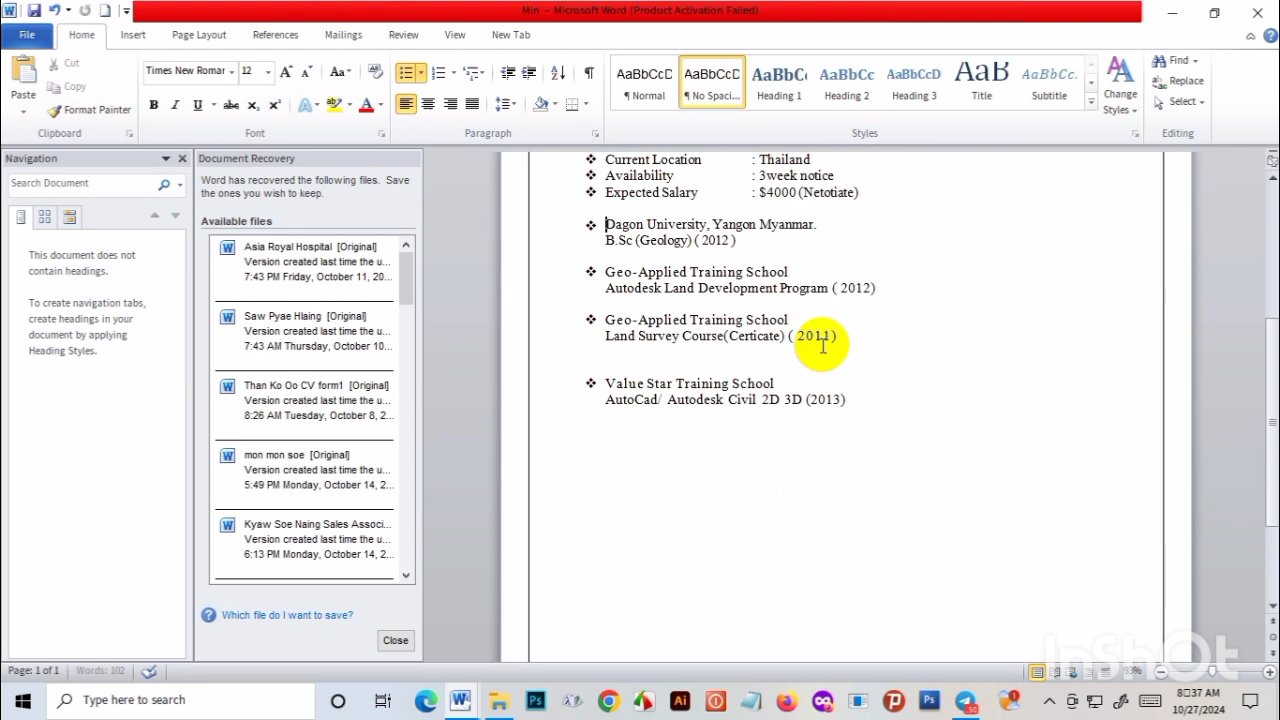 Min - Microsoft Word (Product Activation Failed)
File Home Insert Page Layout References Mailings Review View New Tab
Paste
Cut
Copy
Format Painter
Clipboard
Times New Romar 12
Font
Paragraph
AaBbCcD AaBbCcD AaBbCc AaBbCc AaBbCcD AaB AaBbCc.
¶ Normal ¶ No Spaci... Heading 1 Heading 2 Heading 3 Title Subtitle
Change
Styles
Styles
Find
Replace
Select
Editing
Navigation
Search Document
This document does not
contain headings.
To create navigation tabs,
create headings in your
document by applying
Heading Styles.
Document Recovery
Word has recovered the following files. Save
the ones you wish to keep.
Available files
Asia Royal Hospital [Original]
Version created last time the u...
7:43 PM Friday, October 11, 20...
Saw Pyae Hlaing [Original]
Version created last time the u...
7:43 AM Thursday, October 10...
Than Ko Oo CV form1 [Original]
Version created last time the u...
8:26 AM Tuesday, October 8, 2...
mon mon soe [Original]
Version created last time the u...
5:49 PM Monday, October 14, 2...
Kyaw Soe Naing Sales Associ...
Version created last time the u...
6:13 PM Monday, October 14, 2...
Which file do I want to save?
Close
❖ Current Location : Thailand
❖ Availability : 3week notice
❖ Expected Salary : $4000 (Netotiate)
❖ Dagon University, Yangon Myanmar.
B.Sc (Geology) ( 2012 )
❖ Geo-Applied Training School
Autodesk Land Development Program ( 2012)
❖ Geo-Applied Training School
Land Survey Course(Certicate) ( 2011)
❖ Value Star Training School
AutoCad/ Autodesk Civil 2D 3D (2013)
InShOt
Page: 1 of 1 Words: 102
93%
Type here to search
8:37 AM
10/27/2024